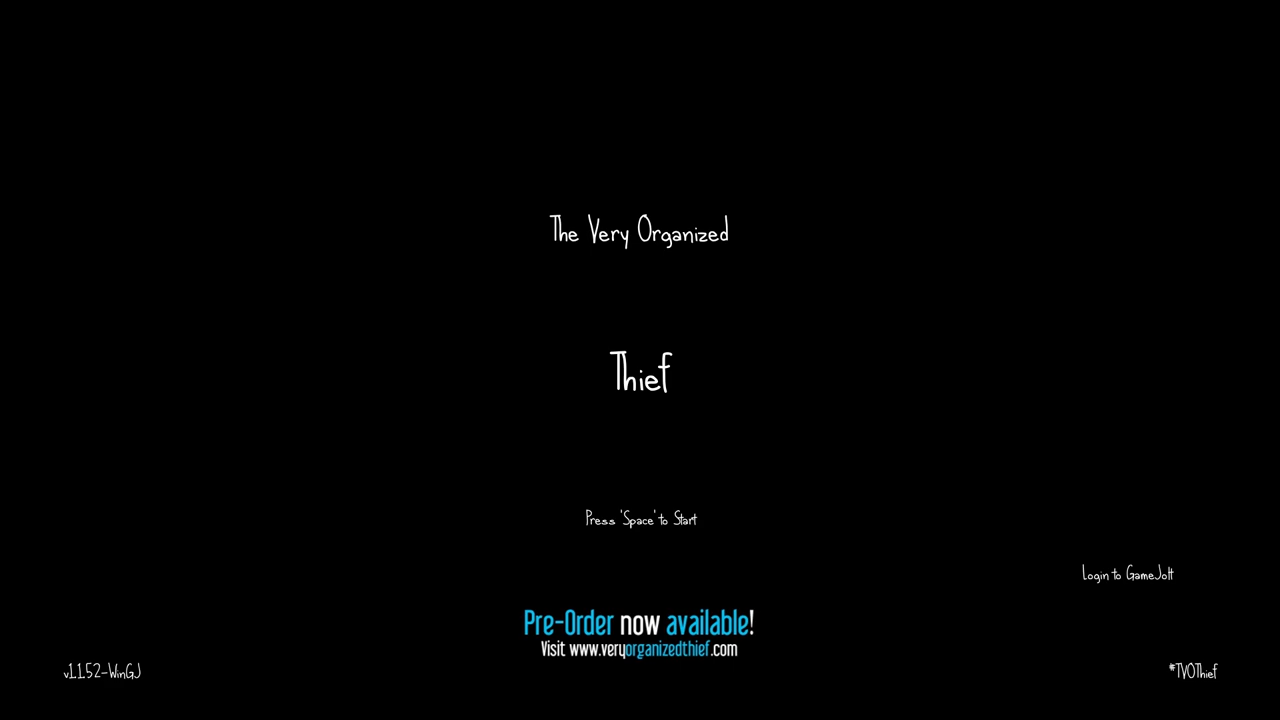 The Very Organized
Thief
Press 'Space' to Start
Login to GameJolt
Pre-Order now available!
Visit www.veryorganizedthief.com
v1.1.52-WinGJ
#TVOThief